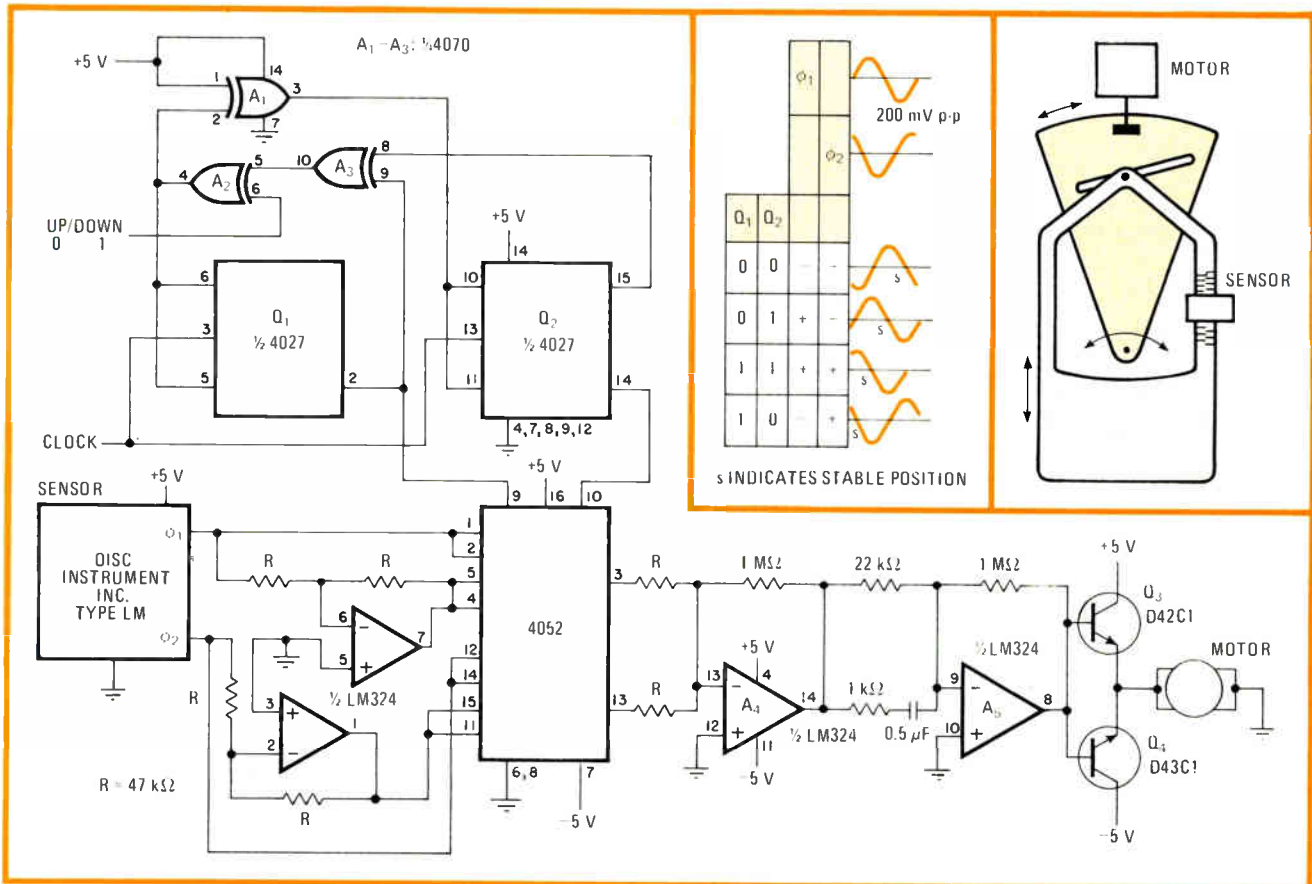 A1–A3: ¼4070
+5 V
1
14
A1
3
2
7
4
A2
5
6
10
A3
8
9
UP/DOWN
0 1
6
3
5
Q1
½ 4027
2
+5 V
14
10
13
11
Q2
½ 4027
15
14
4,7,8,9,12
CLOCK
SENSOR
+5 V
ϕ1
DISC
INSTRUMENT
INC.
TYPE LM
ϕ2
R
R
R
R
6
5
7
½ LM324
3
2
1
R = 47 kΩ
+5 V
9
16
10
1
2
5
4
12
14
15
11
4052
3
13
6,8
7
–5 V
R
R
1 MΩ
+5 V
4
13
12
A4
14
11
–5 V
½ LM324
22 kΩ
1 kΩ
0.5 µF
1 MΩ
½ LM324
9
10
A5
8
+5 V
Q3
D42C1
MOTOR
Q4
D43C1
–5 V
ϕ1
200 mV p-p
ϕ2
Q1 Q2
0 0 – – s
0 1 + – s
1 1 + + s
1 0 – + s
s INDICATES STABLE POSITION
MOTOR
SENSOR